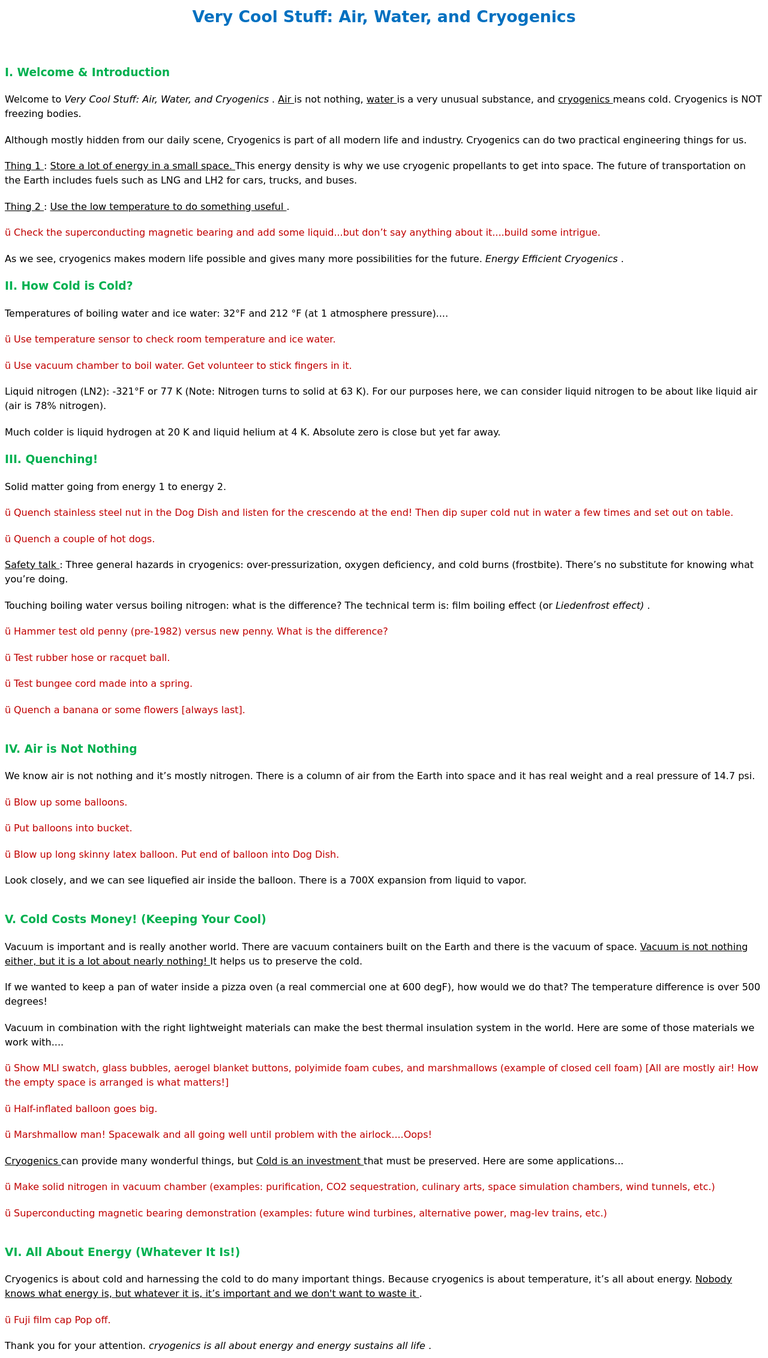 Very Cool Stuff: Air, Water, and Cryogenics
I. Welcome & Introduction
Welcome to Very Cool Stuff: Air, Water, and Cryogenics . Air is not nothing, water is a very unusual substance, and cryogenics means cold. Cryogenics is NOT
freezing bodies.
Although mostly hidden from our daily scene, Cryogenics is part of all modern life and industry. Cryogenics can do two practical engineering things for us.
Thing 1 : Store a lot of energy in a small space. This energy density is why we use cryogenic propellants to get into space. The future of transportation on
the Earth includes fuels such as LNG and LH2 for cars, trucks, and buses.
Thing 2 : Use the low temperature to do something useful .
ü Check the superconducting magnetic bearing and add some liquid...but don’t say anything about it....build some intrigue.
As we see, cryogenics makes modern life possible and gives many more possibilities for the future. Energy Efficient Cryogenics .
II. How Cold is Cold?
Temperatures of boiling water and ice water: 32°F and 212 °F (at 1 atmosphere pressure)....
ü Use temperature sensor to check room temperature and ice water.
ü Use vacuum chamber to boil water. Get volunteer to stick fingers in it.
Liquid nitrogen (LN2): -321°F or 77 K (Note: Nitrogen turns to solid at 63 K). For our purposes here, we can consider liquid nitrogen to be about like liquid air
(air is 78% nitrogen).
Much colder is liquid hydrogen at 20 K and liquid helium at 4 K. Absolute zero is close but yet far away.
III. Quenching!
Solid matter going from energy 1 to energy 2.
ü Quench stainless steel nut in the Dog Dish and listen for the crescendo at the end! Then dip super cold nut in water a few times and set out on table.
ü Quench a couple of hot dogs.
Safety talk : Three general hazards in cryogenics: over-pressurization, oxygen deficiency, and cold burns (frostbite). There’s no substitute for knowing what
you’re doing.
Touching boiling water versus boiling nitrogen: what is the difference? The technical term is: film boiling effect (or Liedenfrost effect) .
ü Hammer test old penny (pre-1982) versus new penny. What is the difference?
ü Test rubber hose or racquet ball.
ü Test bungee cord made into a spring.
ü Quench a banana or some flowers [always last].
IV. Air is Not Nothing
We know air is not nothing and it’s mostly nitrogen. There is a column of air from the Earth into space and it has real weight and a real pressure of 14.7 psi.
ü Blow up some balloons.
ü Put balloons into bucket.
ü Blow up long skinny latex balloon. Put end of balloon into Dog Dish.
Look closely, and we can see liquefied air inside the balloon. There is a 700X expansion from liquid to vapor.
V. Cold Costs Money! (Keeping Your Cool)
Vacuum is important and is really another world. There are vacuum containers built on the Earth and there is the vacuum of space. Vacuum is not nothing
either, but it is a lot about nearly nothing! It helps us to preserve the cold.
If we wanted to keep a pan of water inside a pizza oven (a real commercial one at 600 degF), how would we do that? The temperature difference is over 500
degrees!
Vacuum in combination with the right lightweight materials can make the best thermal insulation system in the world. Here are some of those materials we
work with....
ü Show MLI swatch, glass bubbles, aerogel blanket buttons, polyimide foam cubes, and marshmallows (example of closed cell foam) [All are mostly air! How
the empty space is arranged is what matters!]
ü Half-inflated balloon goes big.
ü Marshmallow man! Spacewalk and all going well until problem with the airlock....Oops!
Cryogenics can provide many wonderful things, but Cold is an investment that must be preserved. Here are some applications...
ü Make solid nitrogen in vacuum chamber (examples: purification, CO2 sequestration, culinary arts, space simulation chambers, wind tunnels, etc.)
ü Superconducting magnetic bearing demonstration (examples: future wind turbines, alternative power, mag-lev trains, etc.)
VI. All About Energy (Whatever It Is!)
Cryogenics is about cold and harnessing the cold to do many important things. Because cryogenics is about temperature, it’s all about energy. Nobody
knows what energy is, but whatever it is, it’s important and we don't want to waste it .
ü Fuji film cap Pop off.
Thank you for your attention. cryogenics is all about energy and energy sustains all life .